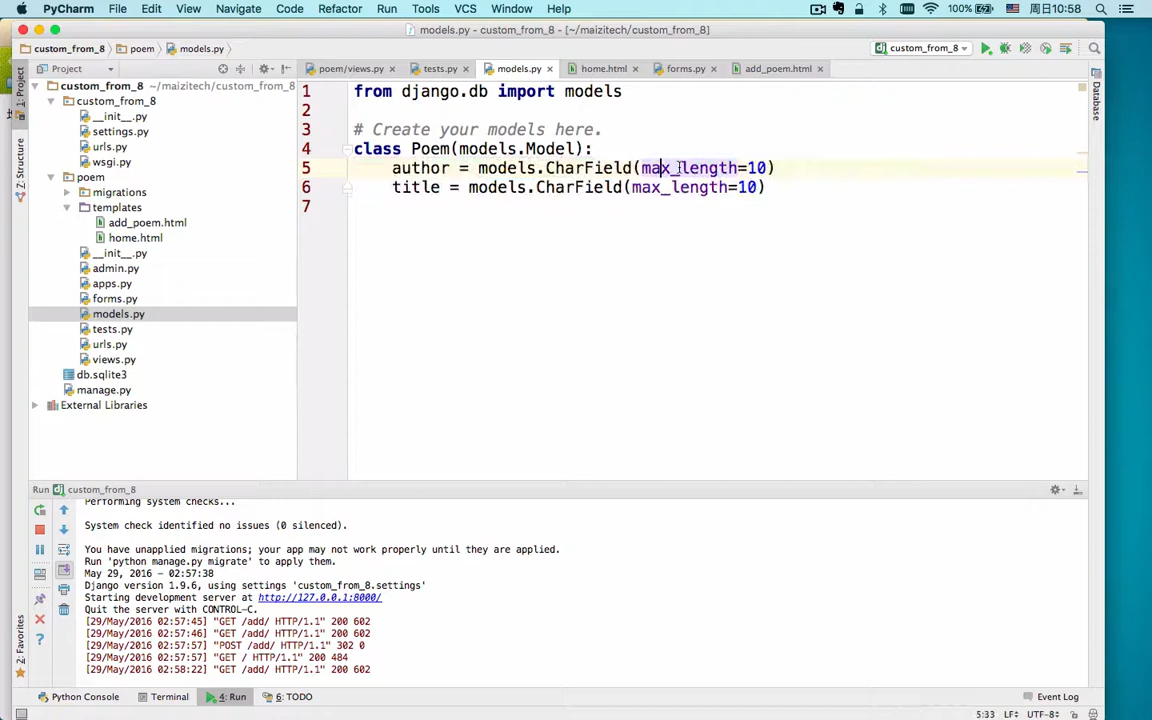 PyCharm File Edit View Navigate Code Refactor Run Tools VCS Window Help 100% 周日10:58
models.py - custom_from_8 - [~/maizitech/custom_from_8]
custom_from_8 poem models.py custom_from_8
Project poem/views.py tests.py models.py home.html forms.py add_poem.html
1: Project
Structure
2: Favorites
Database
custom_from_8 ~/maizitech/custom_from_8
custom_from_8
__init__.py
settings.py
urls.py
wsgi.py
poem
migrations
templates
add_poem.html
home.html
__init__.py
admin.py
apps.py
forms.py
models.py
tests.py
urls.py
views.py
db.sqlite3
manage.py
External Libraries
1 from django.db import models
2
3 # Create your models here.
4 class Poem(models.Model):
5 author = models.CharField(max_length=10)
6 title = models.CharField(max_length=10)
7
Run custom_from_8
Performing system checks...
System check identified no issues (0 silenced).
You have unapplied migrations; your app may not work properly until they are applied.
Run 'python manage.py migrate' to apply them.
May 29, 2016 - 02:57:38
Django version 1.9.6, using settings 'custom_from_8.settings'
Starting development server at http://127.0.0.1:8000/
Quit the server with CONTROL-C.
[29/May/2016 02:57:45] "GET /add/ HTTP/1.1" 200 602
[29/May/2016 02:57:46] "GET /add/ HTTP/1.1" 200 602
[29/May/2016 02:57:57] "POST /add/ HTTP/1.1" 302 0
[29/May/2016 02:57:57] "GET / HTTP/1.1" 200 484
[29/May/2016 02:58:22] "GET /add/ HTTP/1.1" 200 602
Python Console Terminal 4: Run 6: TODO Event Log
5:33 LF UTF-8